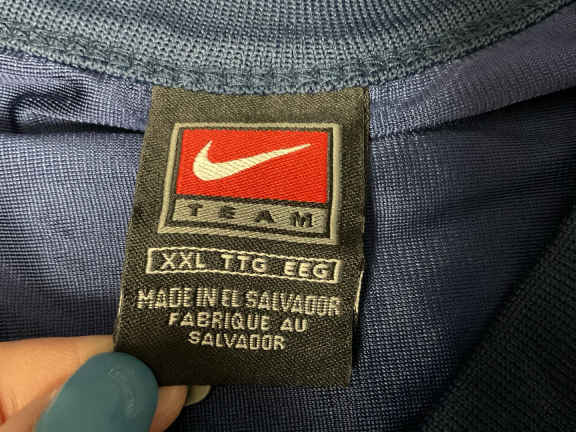 TEAM
XXL TTG EEG
MADE IN EL SALVADOR
FABRIQUE AU
SALVADOR